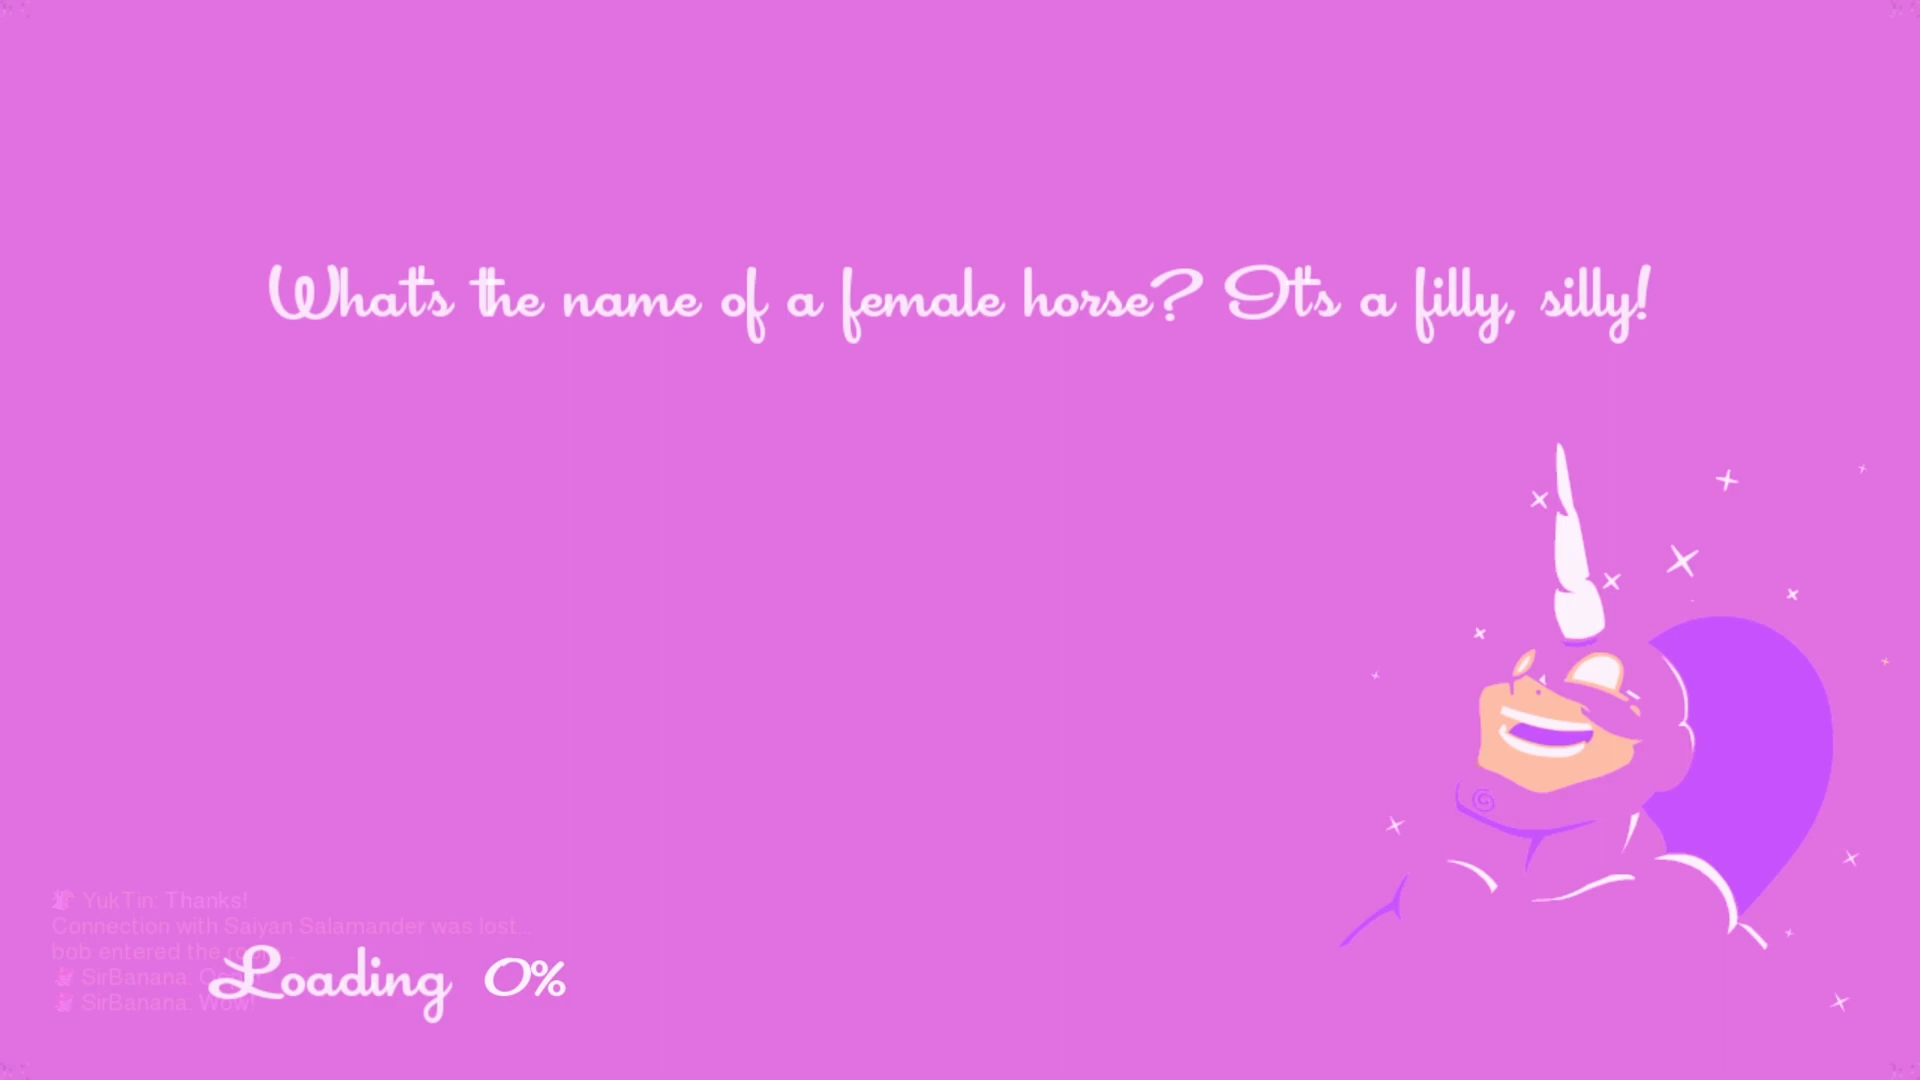 What's the name of a female horse? It's a filly, silly!
YukTin: Thanks!
Connection with Saiyan Salamander was lost...
bob entered the
SirBanana:
SirBanana: Wow!
Loading 0%